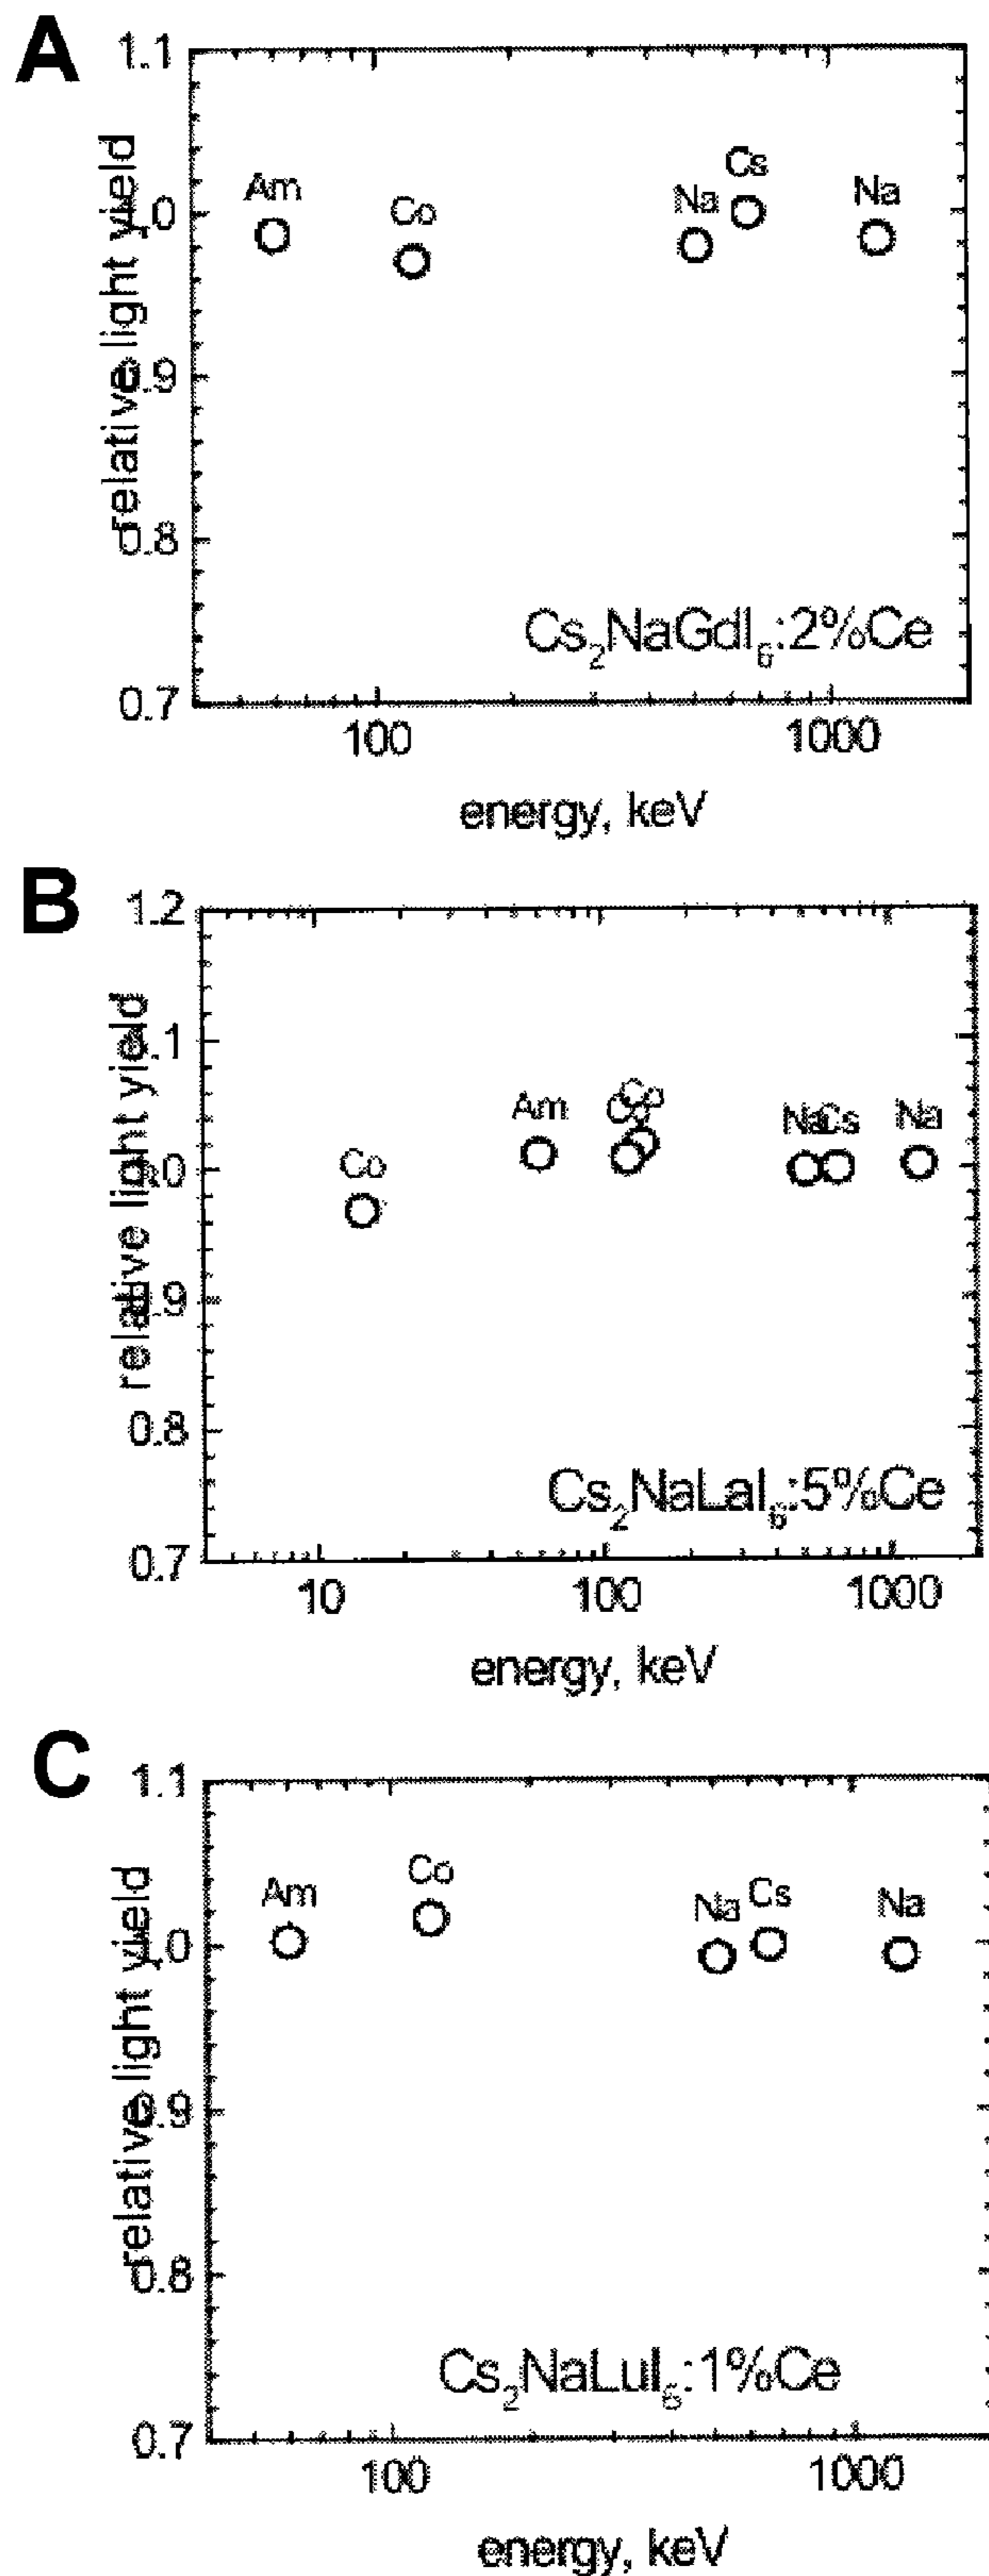 A
1.1
relative light yield
1.0
0.9
0.8
0.7
Am
Co
Na
Cs
Na
Cs2NaGdI6:2%Ce
100
1000
energy, keV
B
1.2
relative light yield
1.1
1.0
0.9
0.8
0.7
Co
Am
Co
Co
Na
Cs
Na
Cs2NaLaI6:5%Ce
10
100
1000
energy, keV
C
1.1
relative light yield
1.0
0.9
0.8
0.7
Am
Co
Na
Cs
Na
Cs2NaLuI6:1%Ce
100
1000
energy, keV